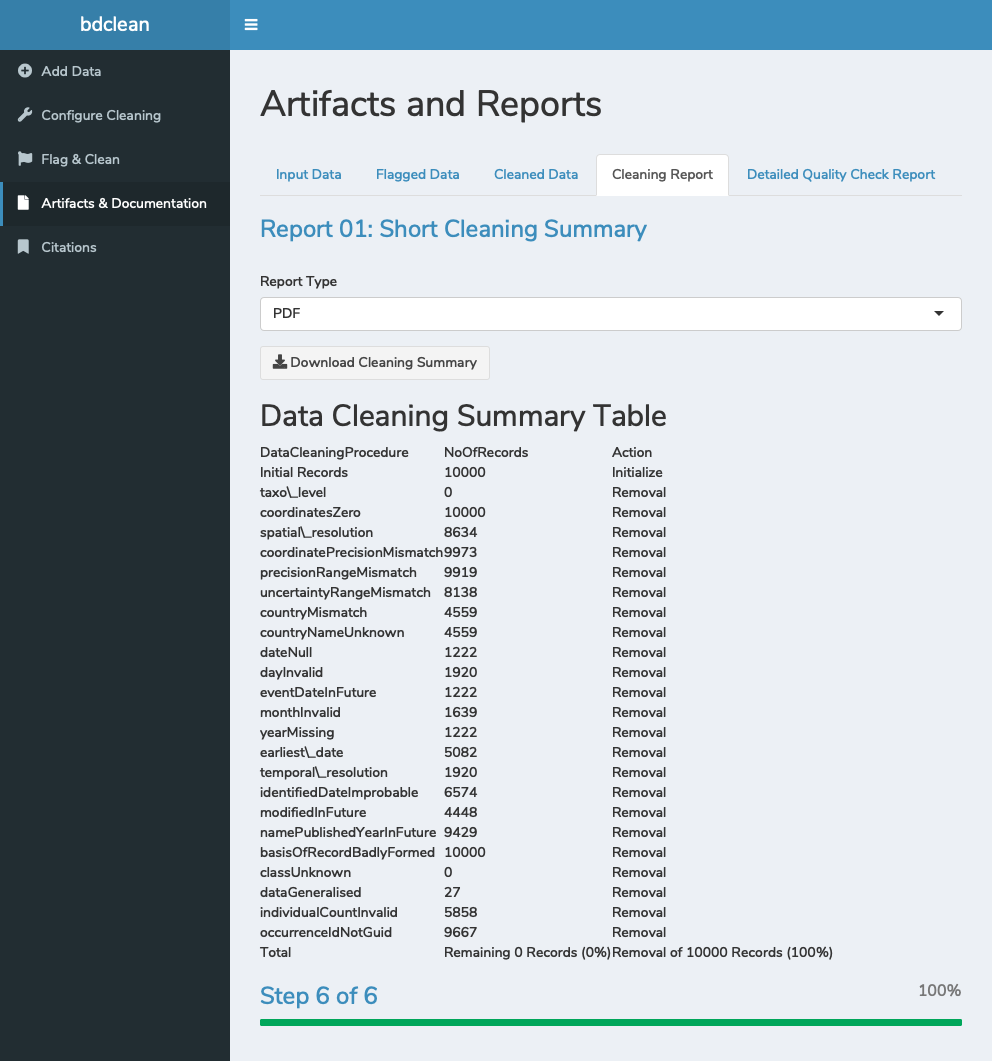 bdclean
Add Data
Configure Cleaning
Flag & Clean
Artifacts & Documentation
Citations
Artifacts and Reports
Input Data Flagged Data Cleaned Data Cleaning Report Detailed Quality Check Report
Report 01: Short Cleaning Summary
Report Type
PDF
Download Cleaning Summary
Data Cleaning Summary Table
DataCleaningProcedure NoOfRecords Action
Initial Records 10000 Initialize
taxo\_level 0 Removal
coordinatesZero 10000 Removal
spatial\_resolution 8634 Removal
coordinatePrecisionMismatch 9973 Removal
precisionRangeMismatch 9919 Removal
uncertaintyRangeMismatch 8138 Removal
countryMismatch 4559 Removal
countryNameUnknown 4559 Removal
dateNull 1222 Removal
dayInvalid 1920 Removal
eventDateInFuture 1222 Removal
monthInvalid 1639 Removal
yearMissing 1222 Removal
earliest\_date 5082 Removal
temporal\_resolution 1920 Removal
identifiedDateImprobable 6574 Removal
modifiedInFuture 4448 Removal
namePublishedYearInFuture 9429 Removal
basisOfRecordBadlyFormed 10000 Removal
classUnknown 0 Removal
dataGeneralised 27 Removal
individualCountInvalid 5858 Removal
occurrenceIdNotGuid 9667 Removal
Total Remaining 0 Records (0%) Removal of 10000 Records (100%)
Step 6 of 6 100%